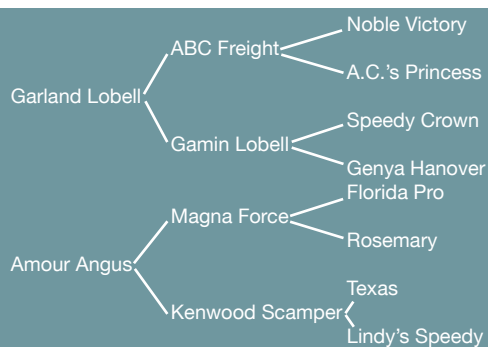 Noble Victory
ABC Freight
A.C.'s Princess
Garland Lobell
Speedy Crown
Gamin Lobell
Genya Hanover
Florida Pro
Magna Force
Rosemary
Amour Angus
Texas
Kenwood Scamper
Lindy's Speedy